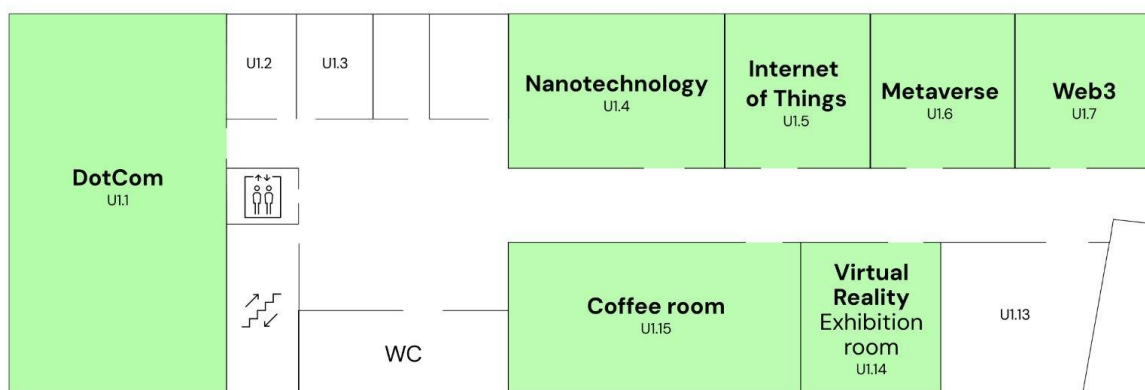 U1.2
U1.3
Nanotechnology
U1.4
Internet
of Things
U1.5
Metaverse
U1.6
Web3
U1.7
DotCom
U1.1
Coffee room
U1.15
Virtual
Reality
Exhibition
room
U1.14
U1.13
WC